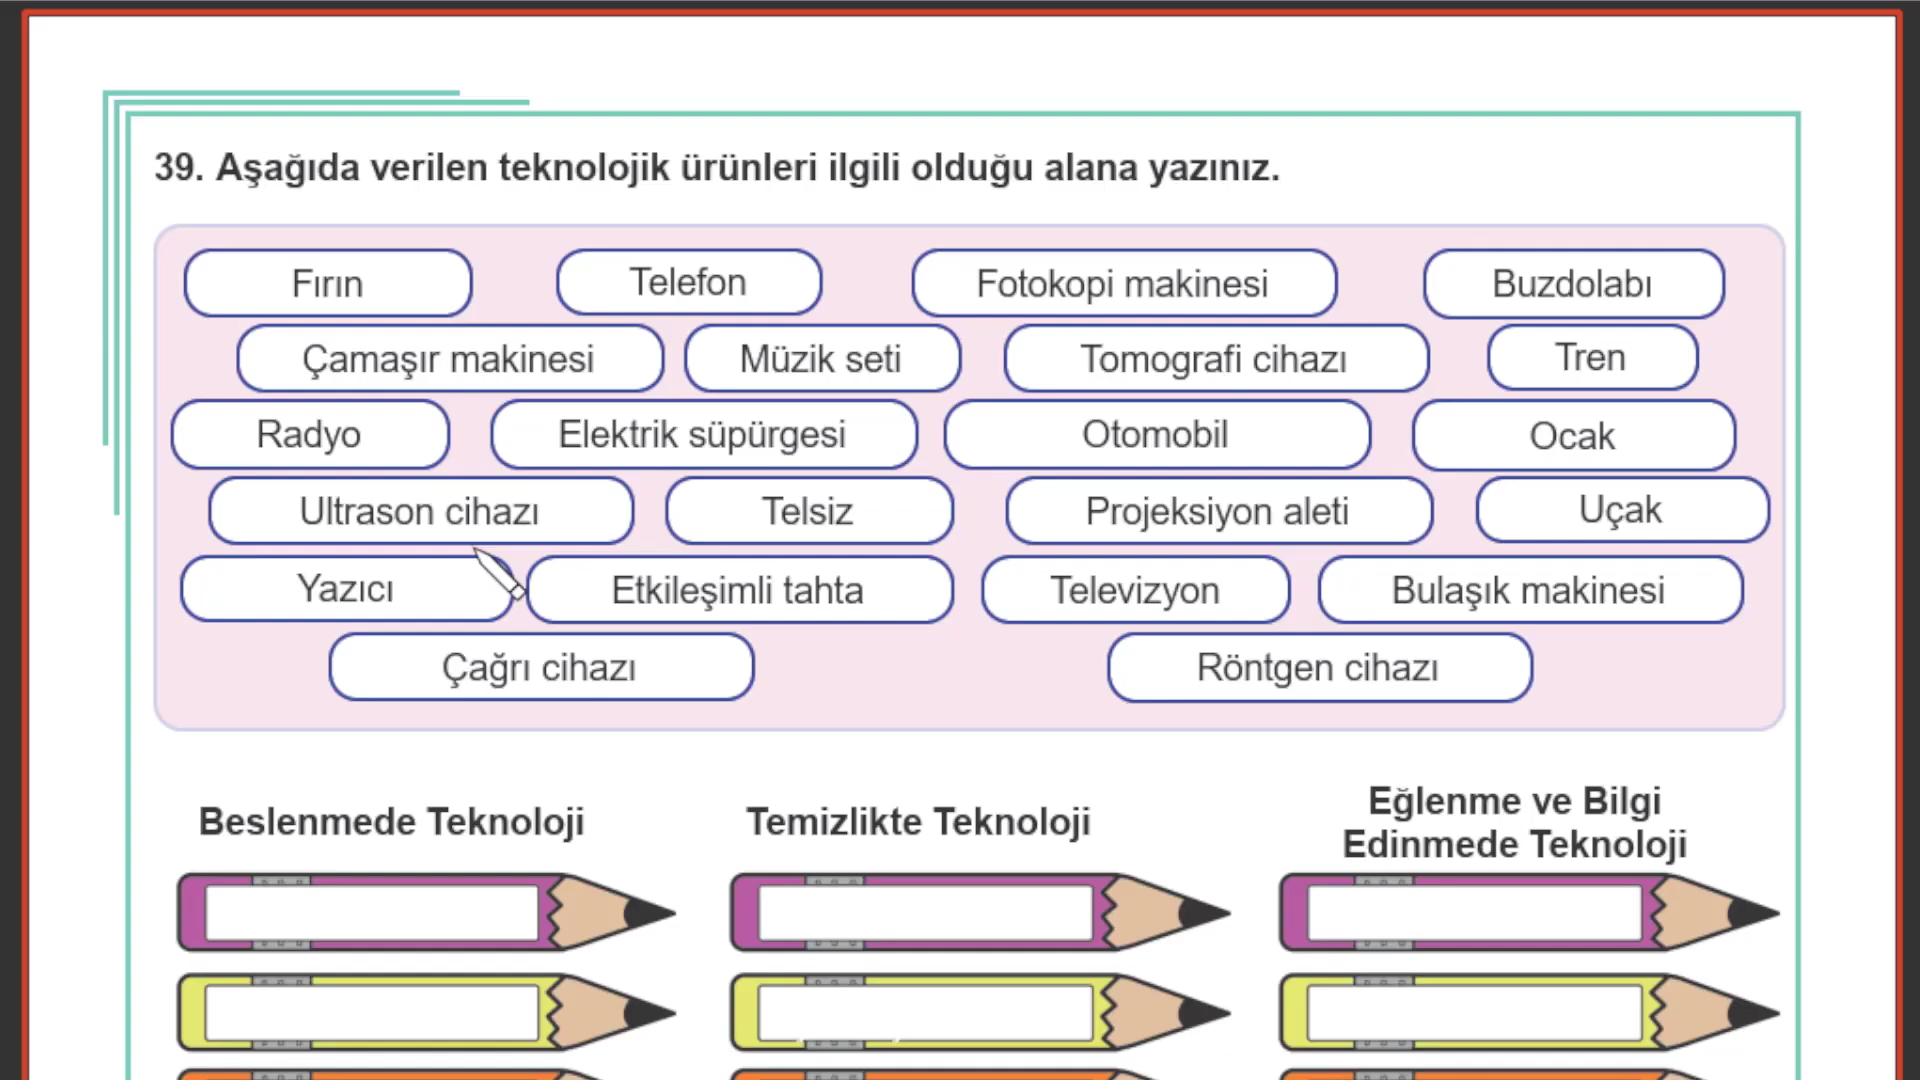 39. Aşağıda verilen teknolojik ürünleri ilgili olduğu alana yazınız.
Fırın Telefon Fotokopi makinesi Buzdolabı
Çamaşır makinesi Müzik seti Tomografi cihazı Tren
Radyo Elektrik süpürgesi Otomobil Ocak
Ultrason cihazı Telsiz Projeksiyon aleti Uçak
Yazıcı Etkileşimli tahta Televizyon Bulaşık makinesi
Çağrı cihazı Röntgen cihazı
Beslenmede Teknoloji
Temizlikte Teknoloji
Eğlenme ve Bilgi
Edinmede Teknoloji